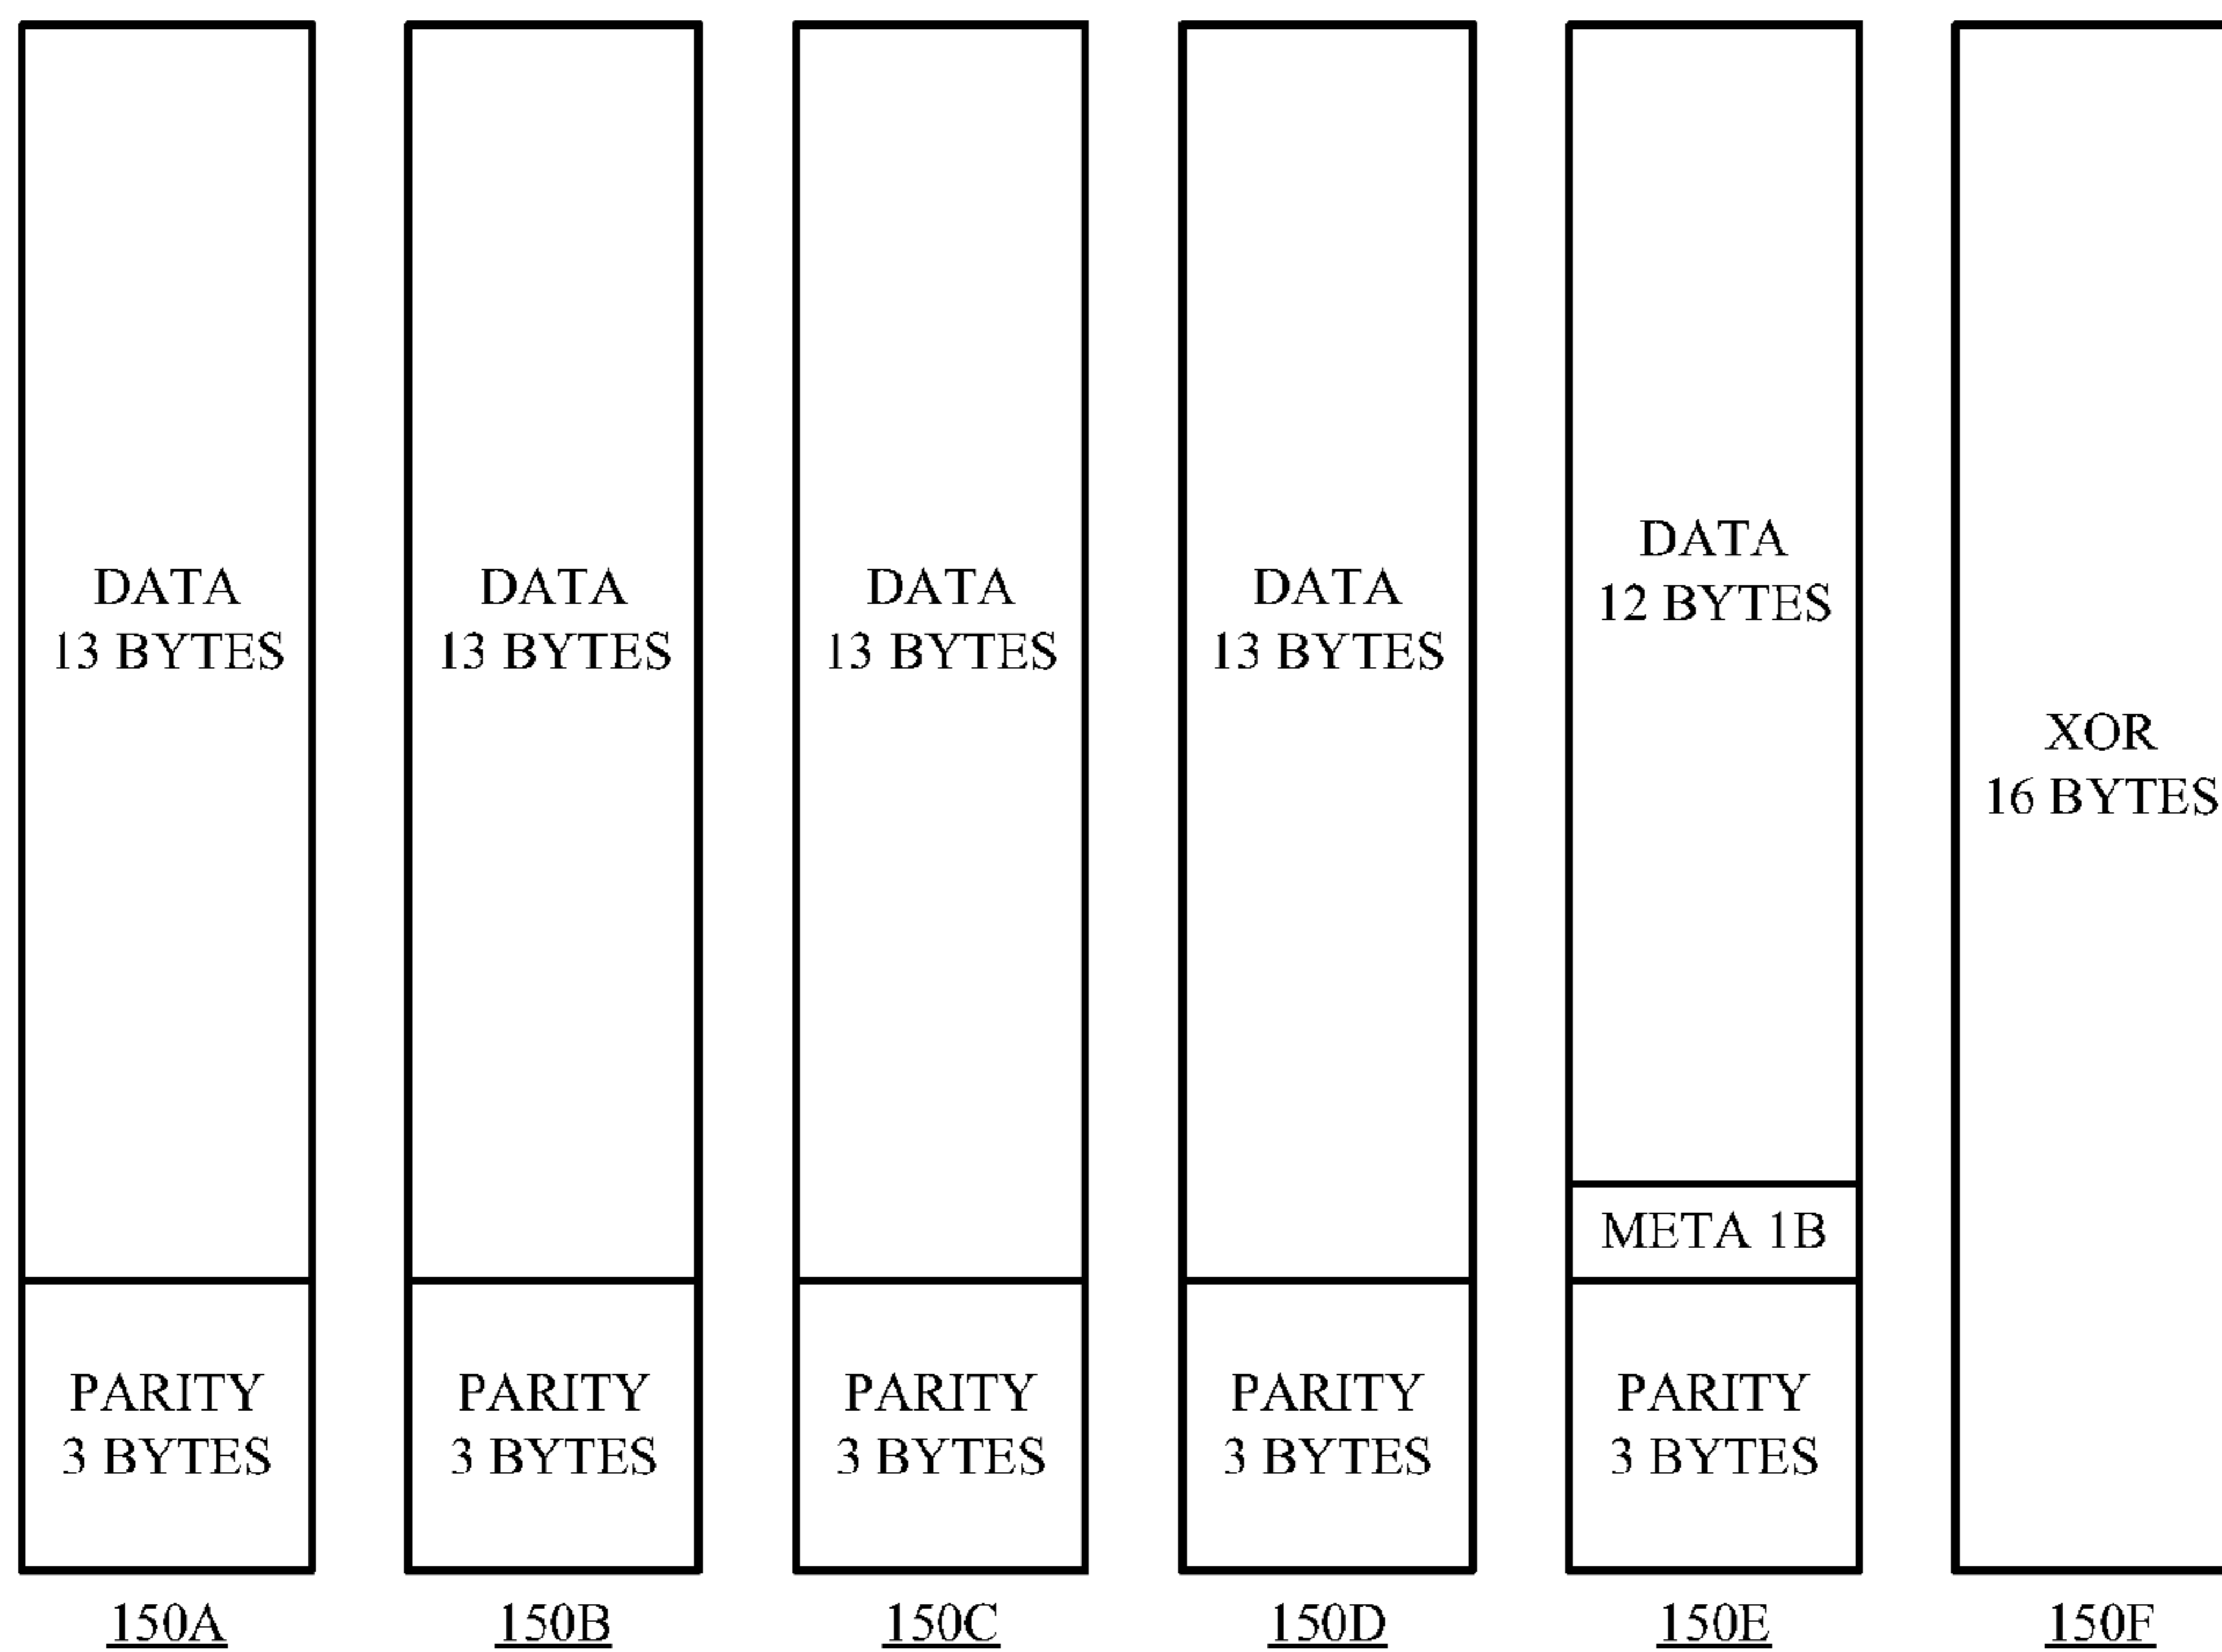 DATA
13 BYTES
PARITY
3 BYTES
150A
DATA
13 BYTES
PARITY
3 BYTES
150B
DATA
13 BYTES
PARITY
3 BYTES
150C
DATA
13 BYTES
PARITY
3 BYTES
150D
DATA
12 BYTES
META 1B
PARITY
3 BYTES
150E
XOR
16 BYTES
150F